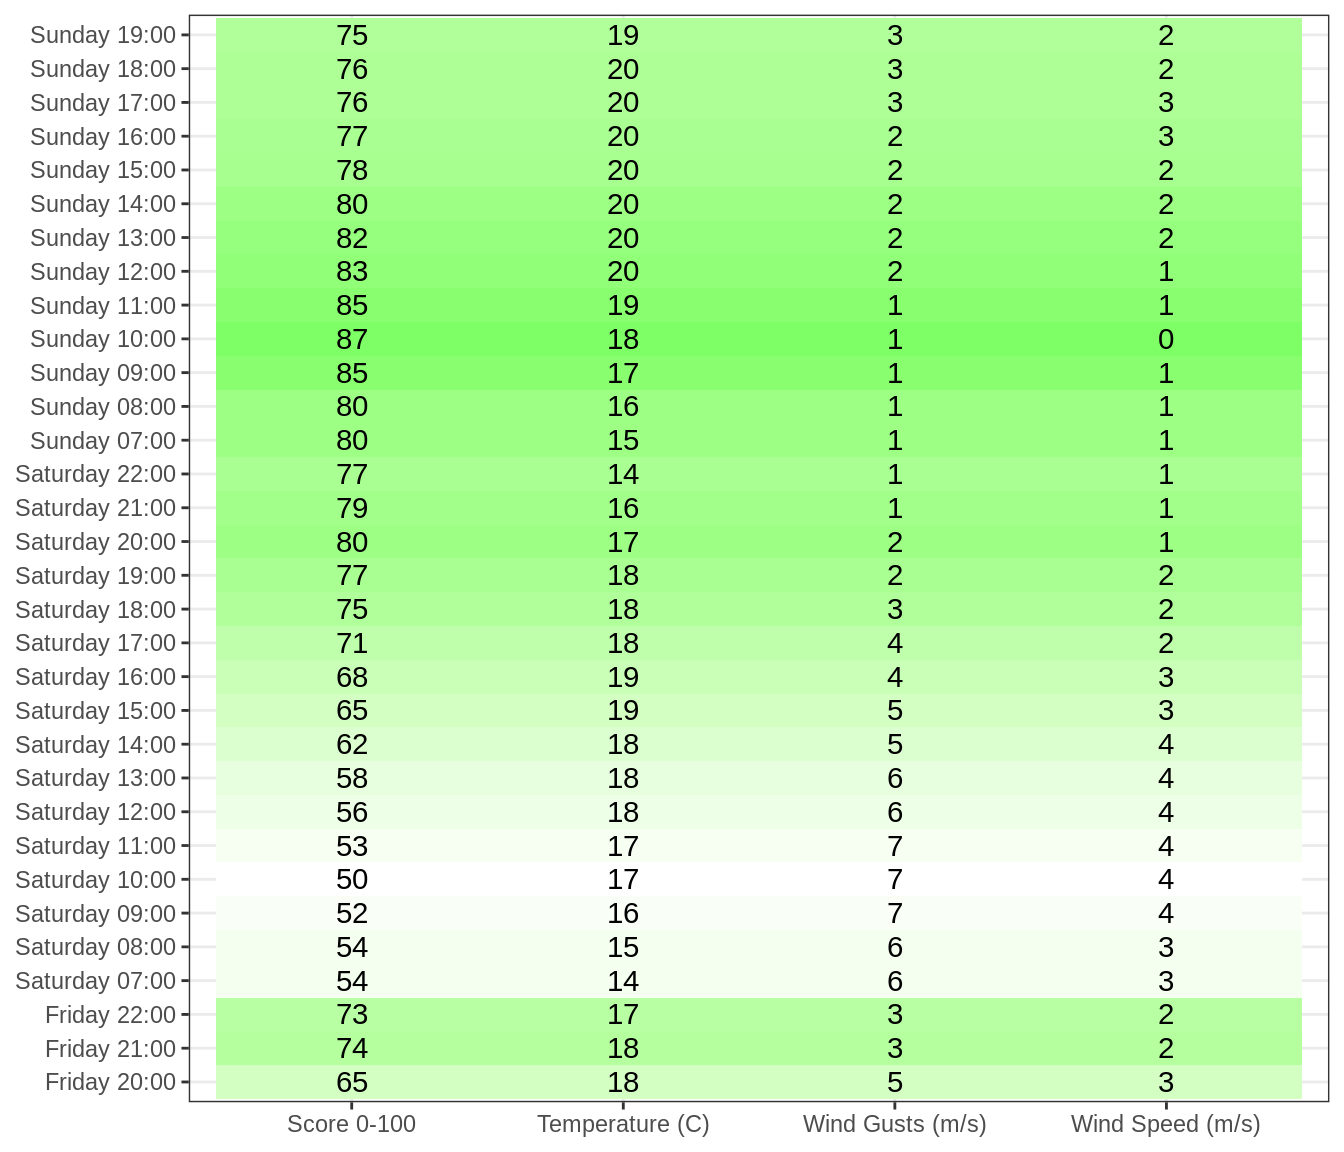 Sunday 19:00 75 19 3 2
Sunday 18:00 76 20 3 2
Sunday 17:00 76 20 3 3
Sunday 16:00 77 20 2 3
Sunday 15:00 78 20 2 2
Sunday 14:00 80 20 2 2
Sunday 13:00 82 20 2 2
Sunday 12:00 83 20 2 1
Sunday 11:00 85 19 1 1
Sunday 10:00 87 18 1 0
Sunday 09:00 85 17 1 1
Sunday 08:00 80 16 1 1
Sunday 07:00 80 15 1 1
Saturday 22:00 77 14 1 1
Saturday 21:00 79 16 1 1
Saturday 20:00 80 17 2 1
Saturday 19:00 77 18 2 2
Saturday 18:00 75 18 3 2
Saturday 17:00 71 18 4 2
Saturday 16:00 68 19 4 3
Saturday 15:00 65 19 5 3
Saturday 14:00 62 18 5 4
Saturday 13:00 58 18 6 4
Saturday 12:00 56 18 6 4
Saturday 11:00 53 17 7 4
Saturday 10:00 50 17 7 4
Saturday 09:00 52 16 7 4
Saturday 08:00 54 15 6 3
Saturday 07:00 54 14 6 3
Friday 22:00 73 17 3 2
Friday 21:00 74 18 3 2
Friday 20:00 65 18 5 3
Score 0-100 Temperature (C) Wind Gusts (m/s) Wind Speed (m/s)